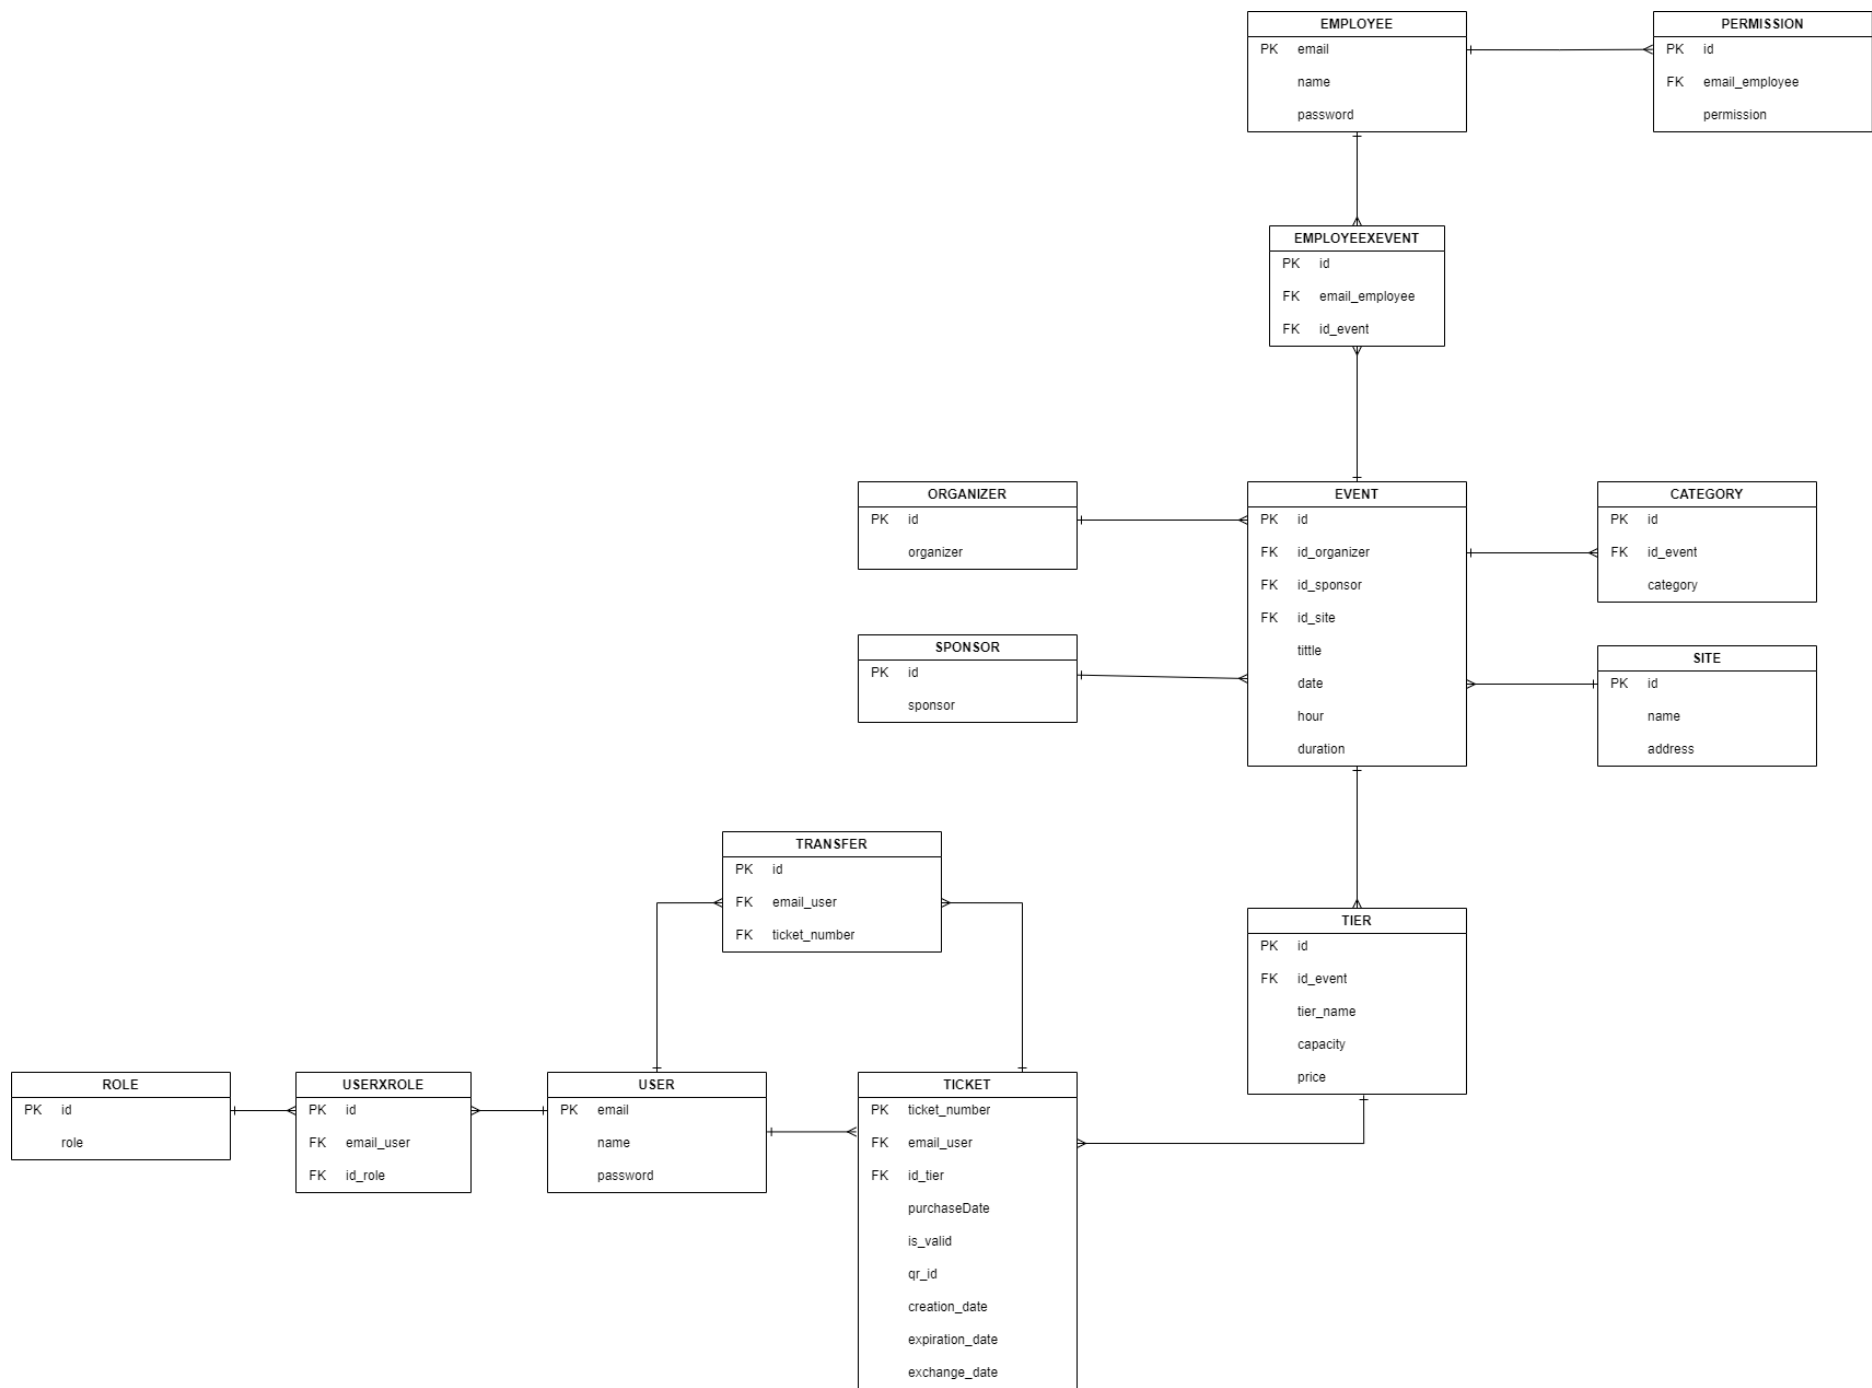 EMPLOYEE
PK email
name
password
PERMISSION
PK id
FK email_employee
permission
EMPLOYEEXEVENT
PK id
FK email_employee
FK id_event
ORGANIZER
PK id
organizer
EVENT
PK id
FK id_organizer
FK id_sponsor
FK id_site
tittle
date
hour
duration
CATEGORY
PK id
FK id_event
category
SPONSOR
PK id
sponsor
SITE
PK id
name
address
TRANSFER
PK id
FK email_user
FK ticket_number
TIER
PK id
FK id_event
tier_name
capacity
price
ROLE
PK id
role
USERXROLE
PK id
FK email_user
FK id_role
USER
PK email
name
password
TICKET
PK ticket_number
FK email_user
FK id_tier
purchaseDate
is_valid
qr_id
creation_date
expiration_date
exchange_date